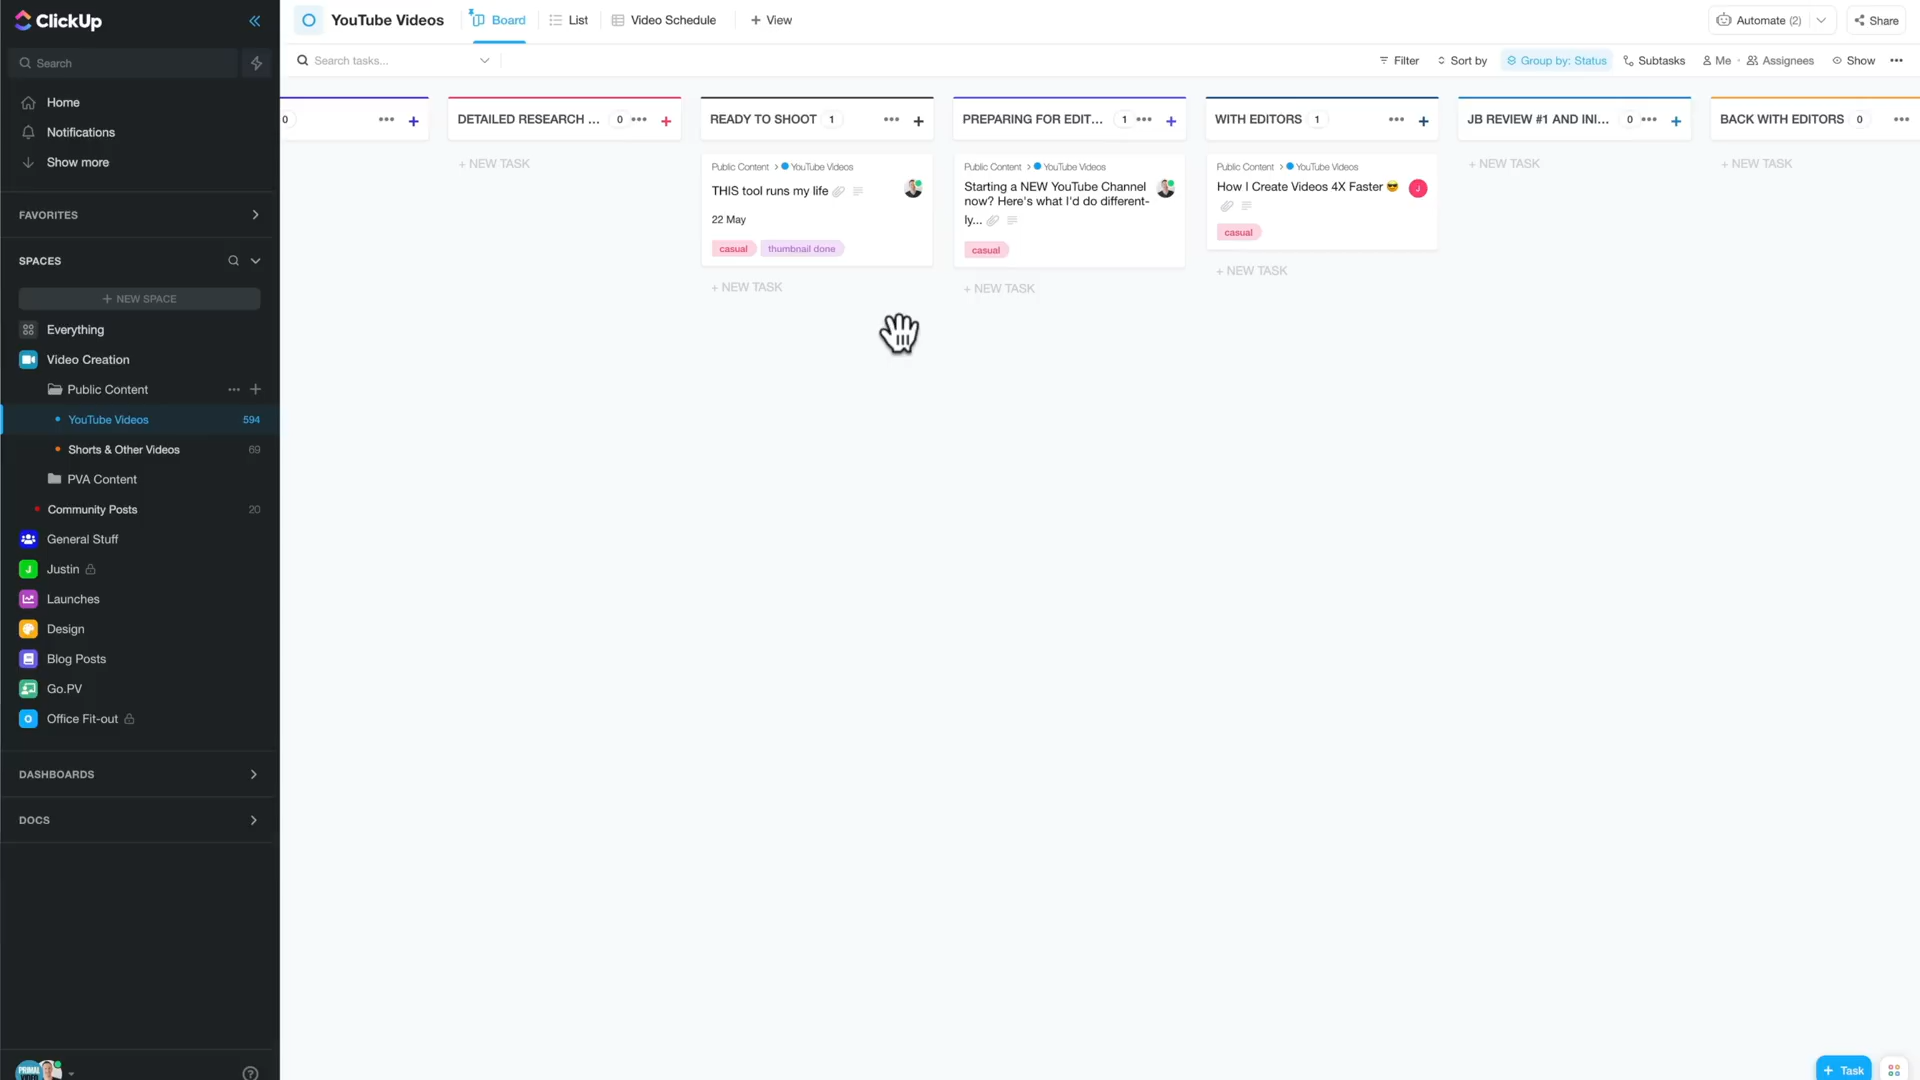 ClickUp
Search
Home
Notifications
Show more
FAVORITES
SPACES
+ NEW SPACE
Everything
Video Creation
Public Content
YouTube Videos 594
Shorts & Other Videos 69
PVA Content
Community Posts 20
General Stuff
J Justin
Launches
Design
Blog Posts
Go.PV
O Office Fit-out
DASHBOARDS
DOCS
PRIMAL
YouTube Videos
Board
List
Video Schedule
+ View
Automate (2)
Share
Search tasks...
Filter
Sort by
Group by: Status
Subtasks
Me
Assignees
Show
0
DETAILED RESEARCH ... 0
+ NEW TASK
READY TO SHOOT 1
Public Content > YouTube Videos
THIS tool runs my life
22 May
casual thumbnail done
+ NEW TASK
PREPARING FOR EDIT... 1
Public Content > YouTube Videos
Starting a NEW YouTube Channel
now? Here's what I'd do different-
ly...
casual
+ NEW TASK
WITH EDITORS 1
Public Content > YouTube Videos
How I Create Videos 4X Faster 😎
J
casual
+ NEW TASK
JB REVIEW #1 AND INI... 0
+ NEW TASK
BACK WITH EDITORS 0
+ NEW TASK
+ Task